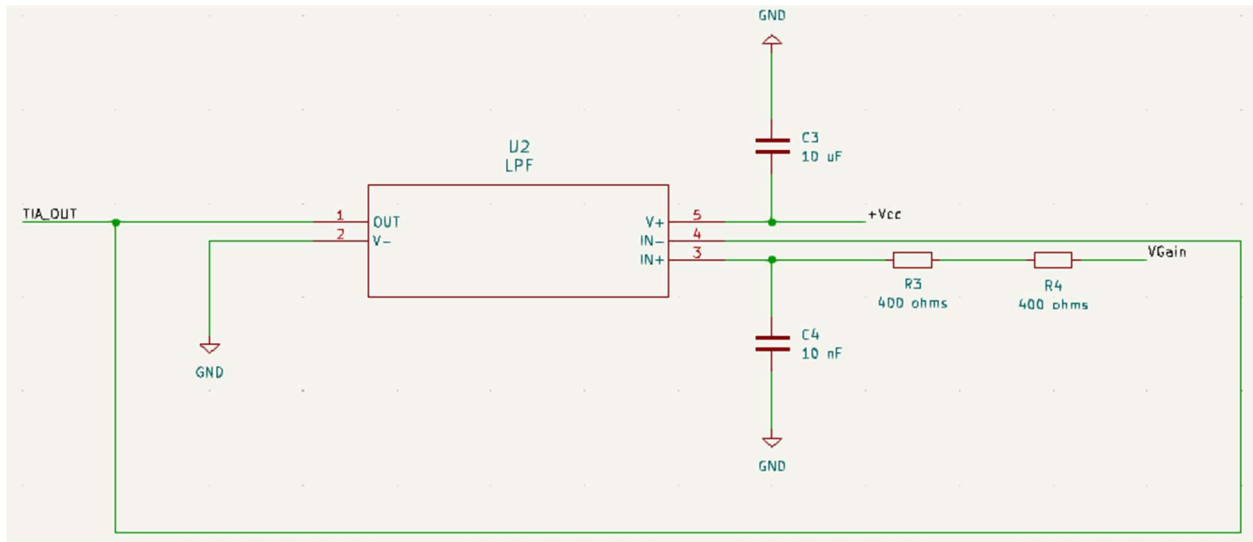 GND
C3
10 uF
U2
LPF
TIA_OUT
1
OUT
2
V-
V+
5
+Vcc
IN-
4
IN+
3
VGain
R3
400 ohms
R4
400 ohms
C4
10 nF
GND
GND